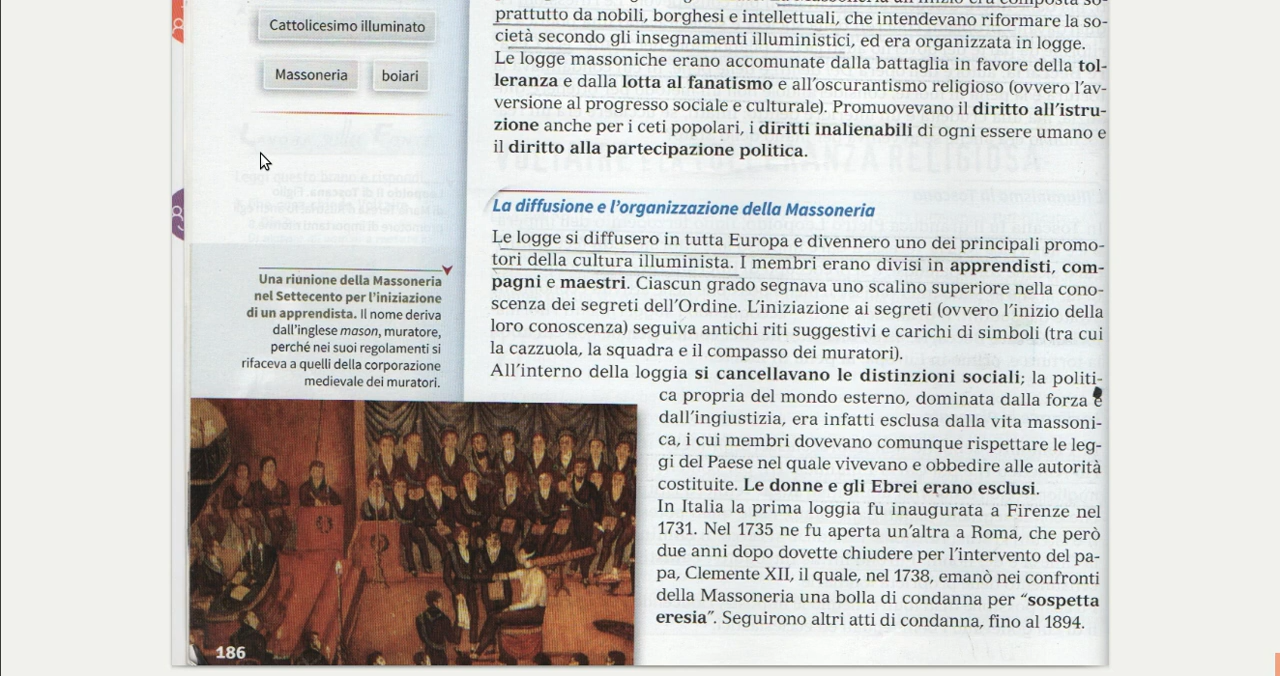 Cattolicesimo illuminato
Massoneria
boiari
prattutto da nobili, borghesi e intellettuali, che intendevano riformare la so-
cietà secondo gli insegnamenti illuministici, ed era organizzata in logge.
Le logge massoniche erano accomunate dalla battaglia in favore della tol-
leranza e dalla lotta al fanatismo e all'oscurantismo religioso (ovvero l'av-
versione al progresso sociale e culturale). Promuovevano il diritto all'istru-
zione anche per i ceti popolari, i diritti inalienabili di ogni essere umano e
il diritto alla partecipazione politica.
La diffusione e l'organizzazione della Massoneria
Le logge si diffusero in tutta Europa e divennero uno dei principali promo-
tori della cultura illuminista. I membri erano divisi in apprendisti, com-
pagni e maestri. Ciascun grado segnava uno scalino superiore nella cono-
scenza dei segreti dell'Ordine. L'iniziazione ai segreti (ovvero l'inizio della
loro conoscenza) seguiva antichi riti suggestivi e carichi di simboli (tra cui
la cazzuola, la squadra e il compasso dei muratori).
All'interno della loggia si cancellavano le distinzioni sociali; la politi-
ca propria del mondo esterno, dominata dalla forza e
dall'ingiustizia, era infatti esclusa dalla vita massoni-
ca, i cui membri dovevano comunque rispettare le leg-
gi del Paese nel quale vivevano e obbedire alle autorità
costituite. Le donne e gli Ebrei erano esclusi.
In Italia la prima loggia fu inaugurata a Firenze nel
1731. Nel 1735 ne fu aperta un'altra a Roma, che però
due anni dopo dovette chiudere per l'intervento del pa-
pa, Clemente XII, il quale, nel 1738, emanò nei confronti
della Massoneria una bolla di condanna per "sospetta
eresia". Seguirono altri atti di condanna, fino al 1894.
Una riunione della Massoneria
nel Settecento per l'iniziazione
di un apprendista. Il nome deriva
dall'inglese mason, muratore,
perché nei suoi regolamenti si
rifaceva a quelli della corporazione
medievale dei muratori.
186